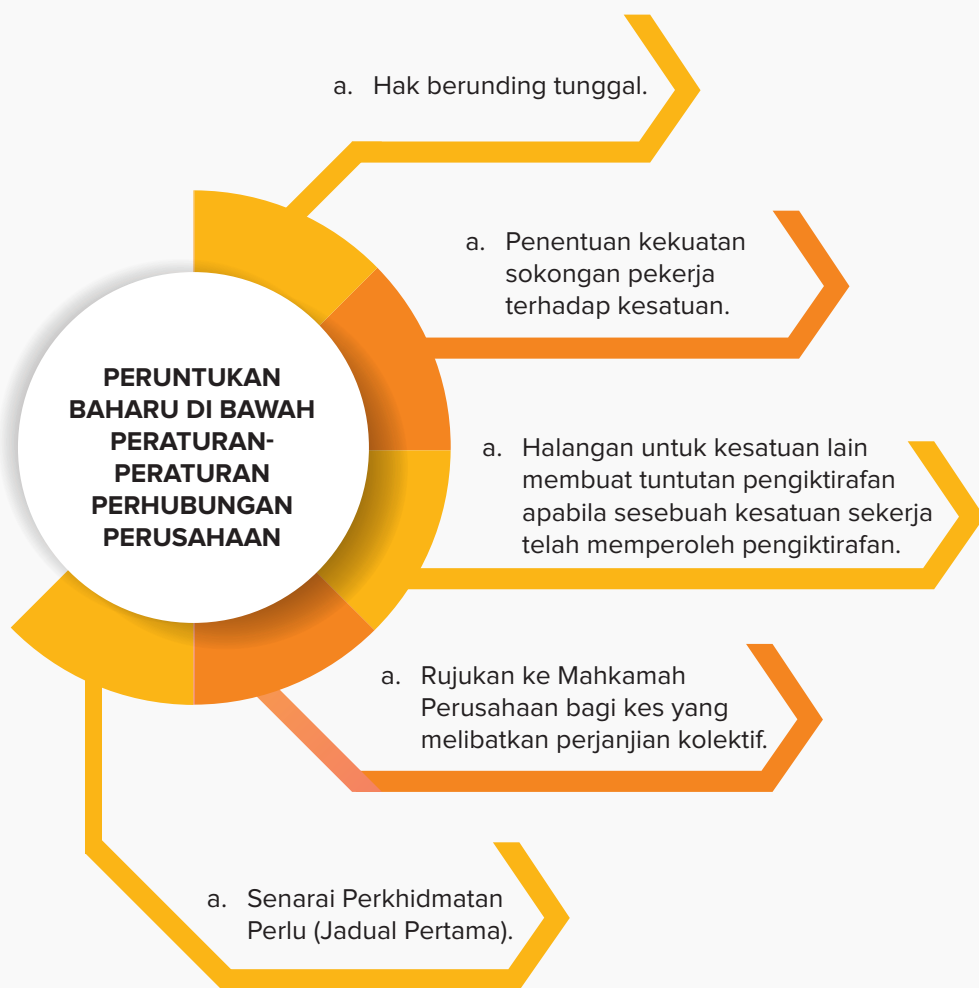 a. Hak berunding tunggal.
a. Penentuan kekuatan
sokongan pekerja
terhadap kesatuan.
PERUNTUKAN
BAHARU DI BAWAH
PERATURAN-
PERATURAN
PERHUBUNGAN
PERUSAHAAN
a. Halangan untuk kesatuan lain
membuat tuntutan pengiktirafan
apabila sesebuah kesatuan sekerja
telah memperoleh pengiktirafan.
a. Rujukan ke Mahkamah
Perusahaan bagi kes yang
melibatkan perjanjian kolektif.
a. Senarai Perkhidmatan
Perlu (Jadual Pertama).